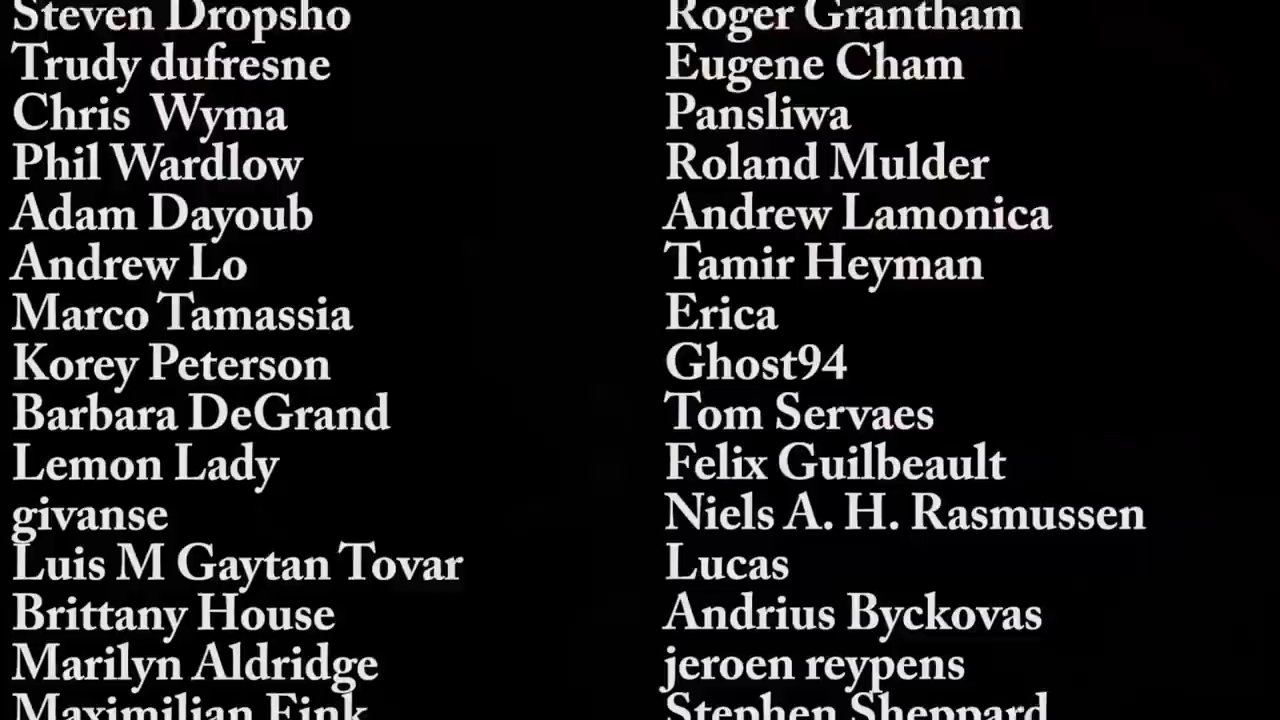 Steven Dropsho
Trudy dufresne
Chris  Wyma
Phil Wardlow
Adam Dayoub
Andrew Lo
Marco Tamassia
Korey Peterson
Barbara DeGrand
Lemon Lady
givanse
Luis M Gaytan Tovar
Brittany House
Marilyn Aldridge
Maximilian Fink
Roger Grantham
Eugene Cham
Pansliwa
Roland Mulder
Andrew Lamonica
Tamir Heyman
Erica
Ghost94
Tom Servaes
Felix Guilbeault
Niels A. H. Rasmussen
Lucas
Andrius Byckovas
jeroen reypens
Stephen Sheppard